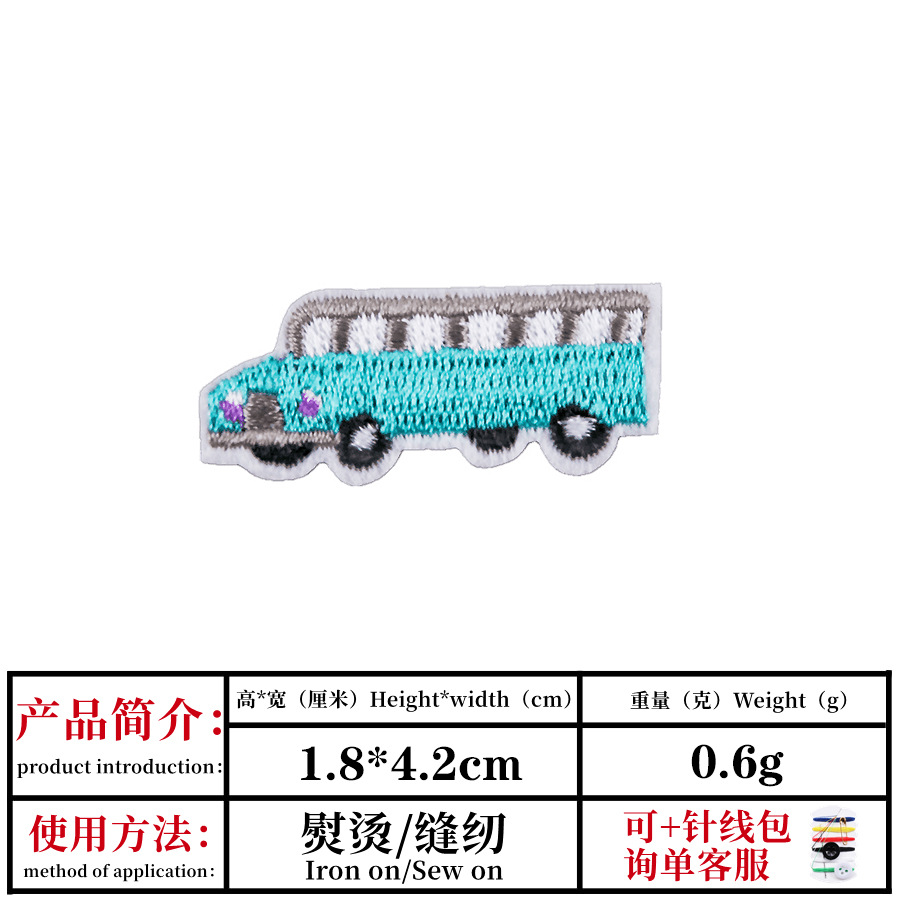 产品简介：
product introduction：
高*宽（厘米）Height*width（cm）
重量（克）Weight（g）
1.8*4.2cm
0.6g
使用方法：
method of application：
熨烫/缝纫
Iron on/Sew on
可+针线包
询单客服